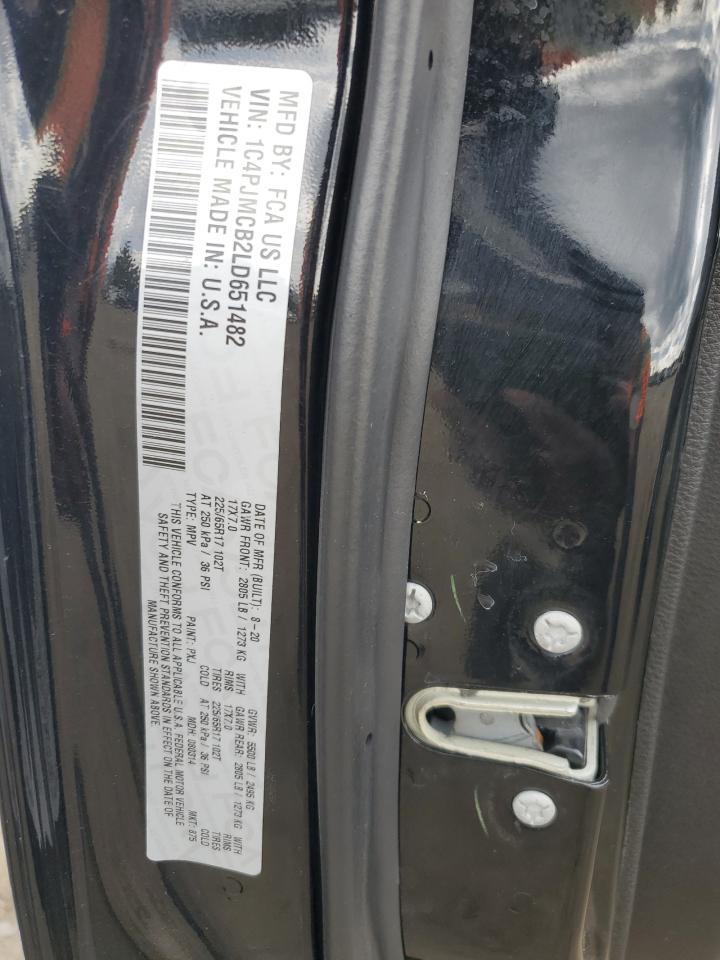 MFD BY: FCA US LLC
VIN: 1C4PJMCB2LD651482
VEHICLE MADE IN: U.S.A.
DATE OF MFR (BUILT): 8-20 GVWR: 5500 LB / 2495 KG
GAWR FRONT: 2805 LB / 1273 KG WITH GAWR REAR: 2805 LB / 1273 KG WITH
17X7.0 RIMS 17X7.0 RIMS
225/65R17 102T TIRES 225/65R17 102T TIRES
AT 250 kPa / 36 PSI COLD AT 250 kPa / 36 PSI COLD
TYPE: MPV PAINT: PXJ MDH: 080314 MKT: 875
THIS VEHICLE CONFORMS TO ALL APPLICABLE U.S.A. FEDERAL MOTOR VEHICLE
SAFETY AND THEFT PREVENTION STANDARDS IN EFFECT ON THE DATE OF
MANUFACTURE SHOWN ABOVE